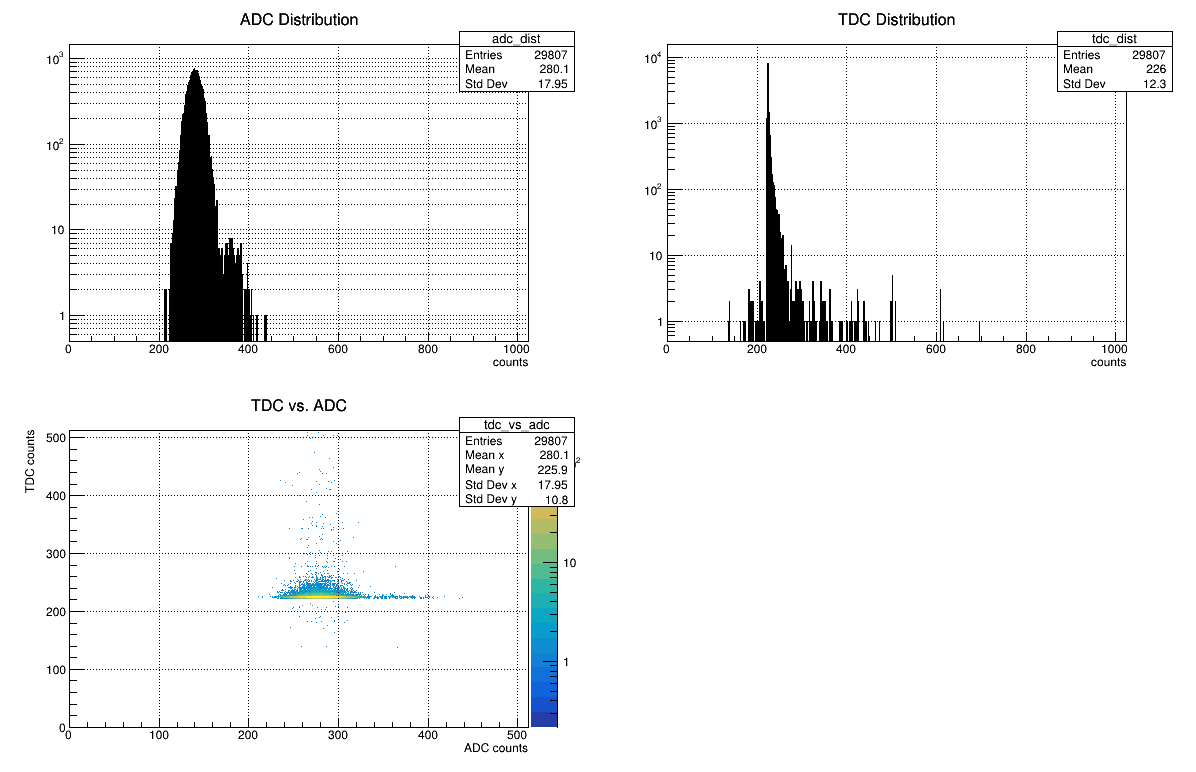 ADC Distribution
adc_dist
Entries 29807
Mean 280.1
Std Dev 17.95
10³
10²
10
1
0 200 400 600 800 1000
counts
TDC Distribution
tdc_dist
Entries 29807
Mean 226
Std Dev 12.3
10⁴
10³
10²
10
1
0 200 400 600 800 1000
counts
TDC vs. ADC
tdc_vs_adc
Entries 29807
Mean x 280.1
Mean y 225.9
Std Dev x 17.95
Std Dev y 10.8
TDC counts
500
400
300
200
100
0
0 100 200 300 400 500
ADC counts
2
10
1